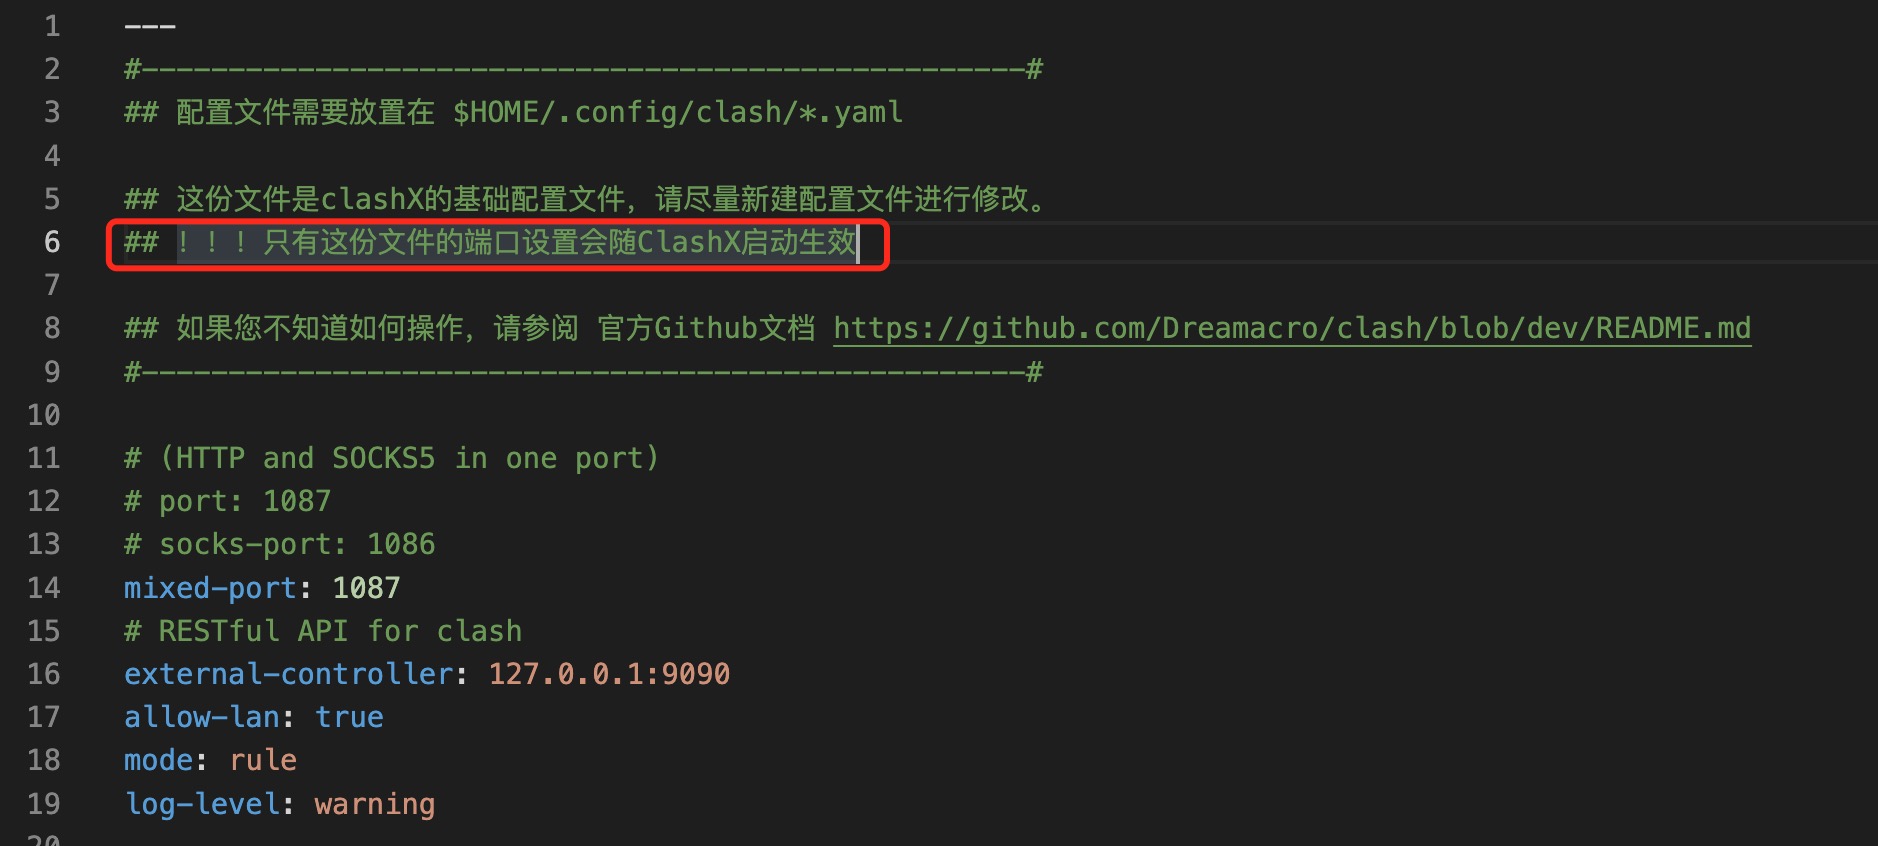 1 ---
2 #---------------------------------------------------#
3 ## 配置文件需要放置在 $HOME/.config/clash/*.yaml
4
5 ## 这份文件是clashX的基础配置文件，请尽量新建配置文件进行修改。
6 ## ！！！只有这份文件的端口设置会随ClashX启动生效
7
8 ## 如果您不知道如何操作，请参阅 官方Github文档 https://github.com/Dreamacro/clash/blob/dev/README.md
9 #---------------------------------------------------#
10
11 # (HTTP and SOCKS5 in one port)
12 # port: 1087
13 # socks-port: 1086
14 mixed-port: 1087
15 # RESTful API for clash
16 external-controller: 127.0.0.1:9090
17 allow-lan: true
18 mode: rule
19 log-level: warning
20